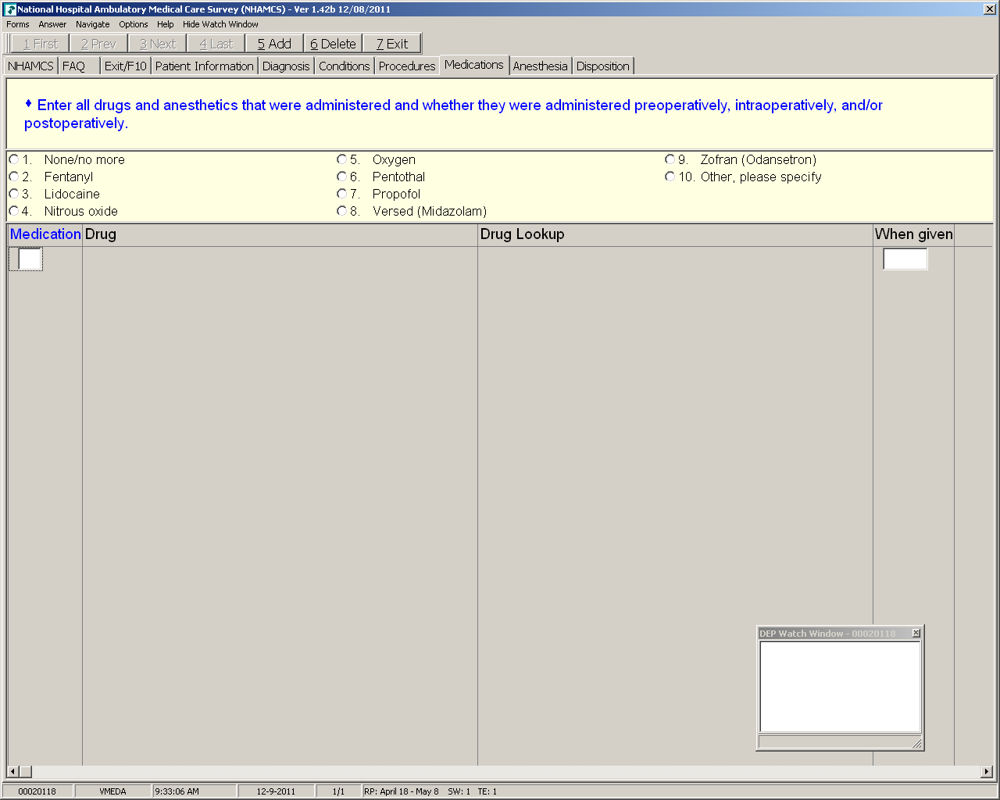 National Hospital Ambulatory Medical Care Survey (NHAMCS) - Ver 1.42b 12/08/2011
Forms Answer Navigate Options Help Hide Watch Window
1 First 2 Prev 3 Next 4 Last 5 Add 6 Delete 7 Exit
NHAMCS FAQ Exit/F10 Patient Information Diagnosis Conditions Procedures Medications Anesthesia Disposition
♦ Enter all drugs and anesthetics that were administered and whether they were administered preoperatively, intraoperatively, and/or
postoperatively.
1. None/no more 5. Oxygen 9. Zofran (Odansetron)
2. Fentanyl 6. Pentothal 10. Other, please specify
3. Lidocaine 7. Propofol
4. Nitrous oxide 8. Versed (Midazolam)
Medication Drug Drug Lookup When given
DEP Watch Window - 00020118
00020118 VMEDA 9:33:06 AM 12-9-2011 1/1 RP: April 18 - May 8 SW: 1 TE: 1